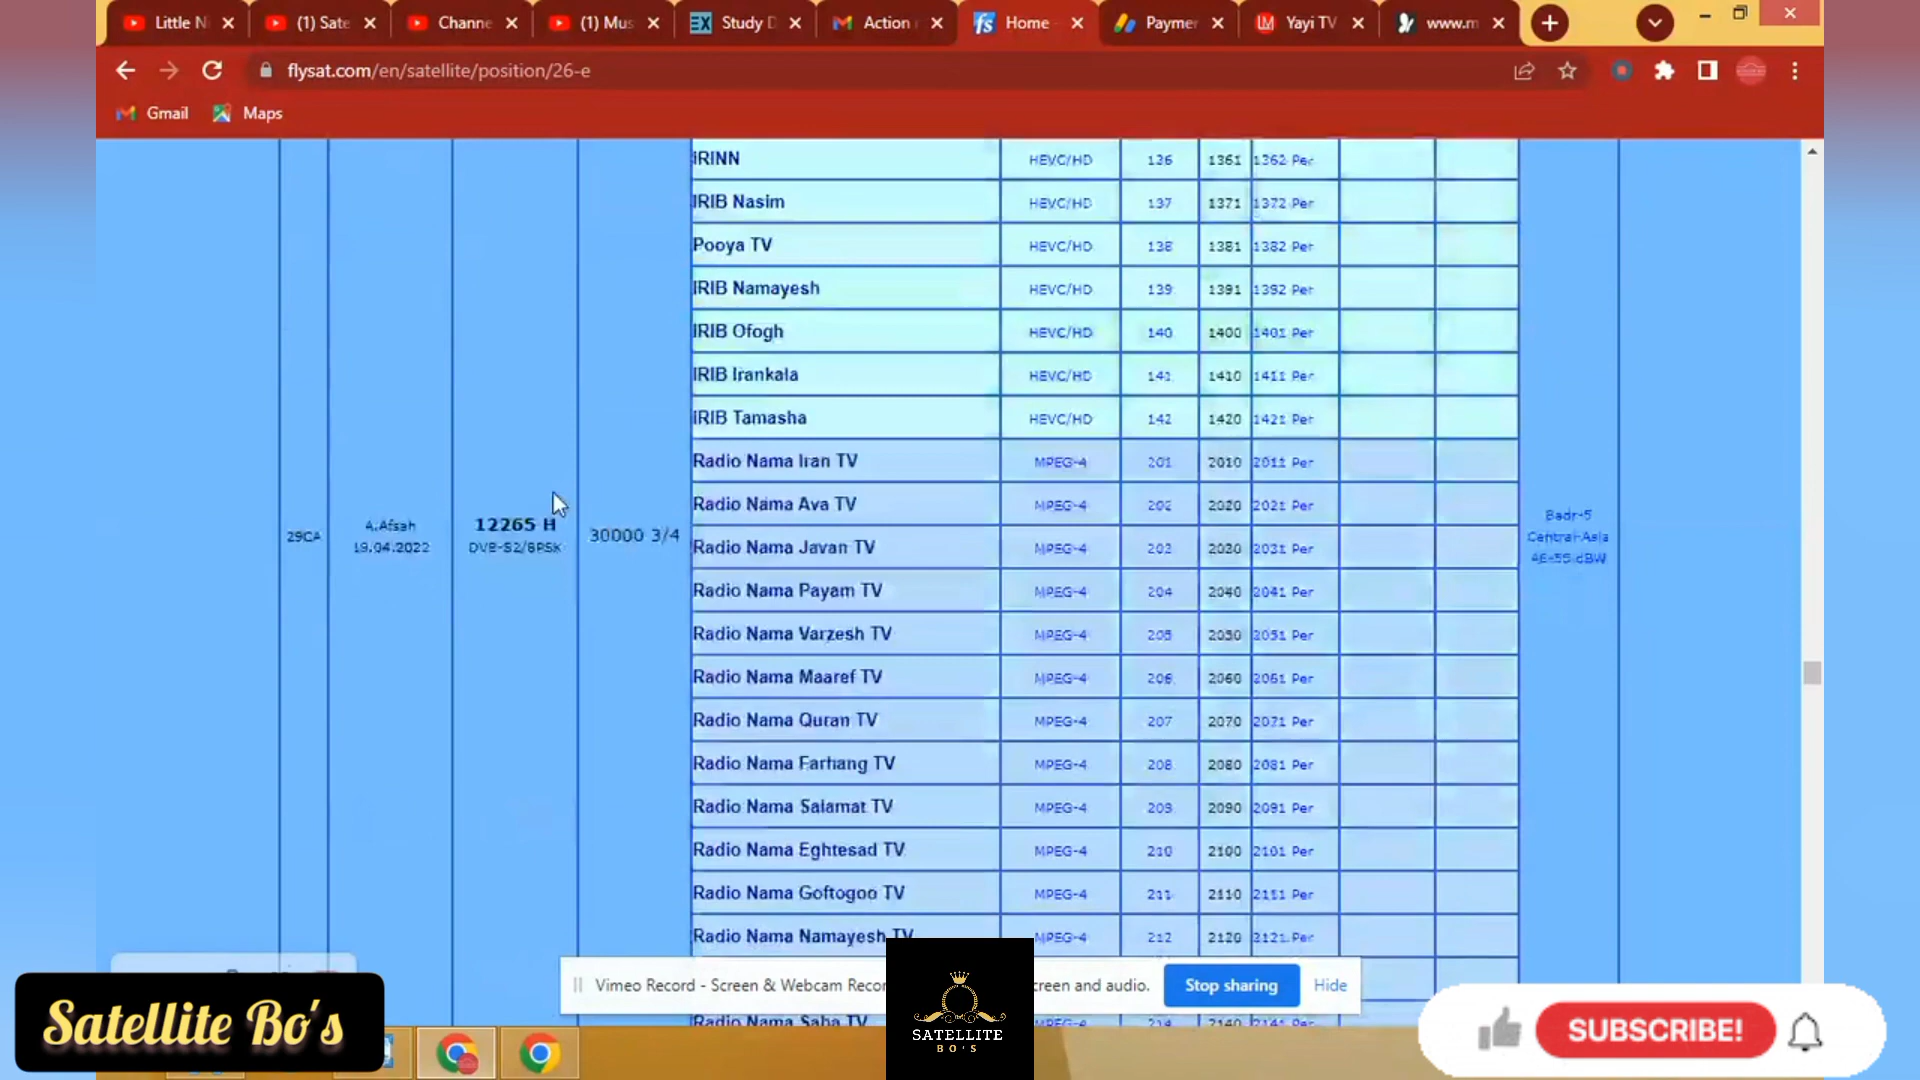 Little N
(1) Sate
Channe
(1) Mus
Study D
Action
Home
Paymer
Yayi TV
www.m
flysat.com/en/satellite/position/26-e
Gmail
Maps
iRINN HEVC/HD 136 1361 1362 Per
IRIB Nasim HEVC/HD 137 1371 1372 Per
Pooya TV HEVC/HD 138 1381 1382 Per
IRIB Namayesh HEVC/HD 139 1391 1392 Per
IRIB Ofogh HEVC/HD 140 1400 1401 Per
IRIB Irankala HEVC/HD 141 1410 1411 Per
IRIB Tamasha HEVC/HD 142 1420 1421 Per
Radio Nama Iran TV MPEG-4 201 2010 2011 Per
Radio Nama Ava TV MPEG-4 202 2020 2021 Per
Radio Nama Javan TV MPEG-4 203 2030 2031 Per
Radio Nama Payam TV MPEG-4 204 2040 2041 Per
Radio Nama Varzesh TV MPEG-4 205 2050 2051 Per
Radio Nama Maaref TV MPEG-4 206 2060 2061 Per
Radio Nama Quran TV MPEG-4 207 2070 2071 Per
Radio Nama Farhang TV MPEG-4 208 2080 2081 Per
Radio Nama Salamat TV MPEG-4 209 2090 2091 Per
Radio Nama Eghtesad TV MPEG-4 210 2100 2101 Per
Radio Nama Goftogoo TV MPEG-4 211 2110 2111 Per
Radio Nama Namayesh TV MPEG-4 212 2120 2121 Per
Radio Nama Saba TV MPEG-4 214 2140 2141 Per
29CA
A.Afsah
19.04.2022
12265 H
DVB-S2/8PSK
30000 3/4
Badr-5
Central-Asia
46-55 dBW
Vimeo Record - Screen & Webcam Recor
creen and audio.
Stop sharing
Hide
Satellite Bo's
SATELLITE
BO'S
SUBSCRIBE!